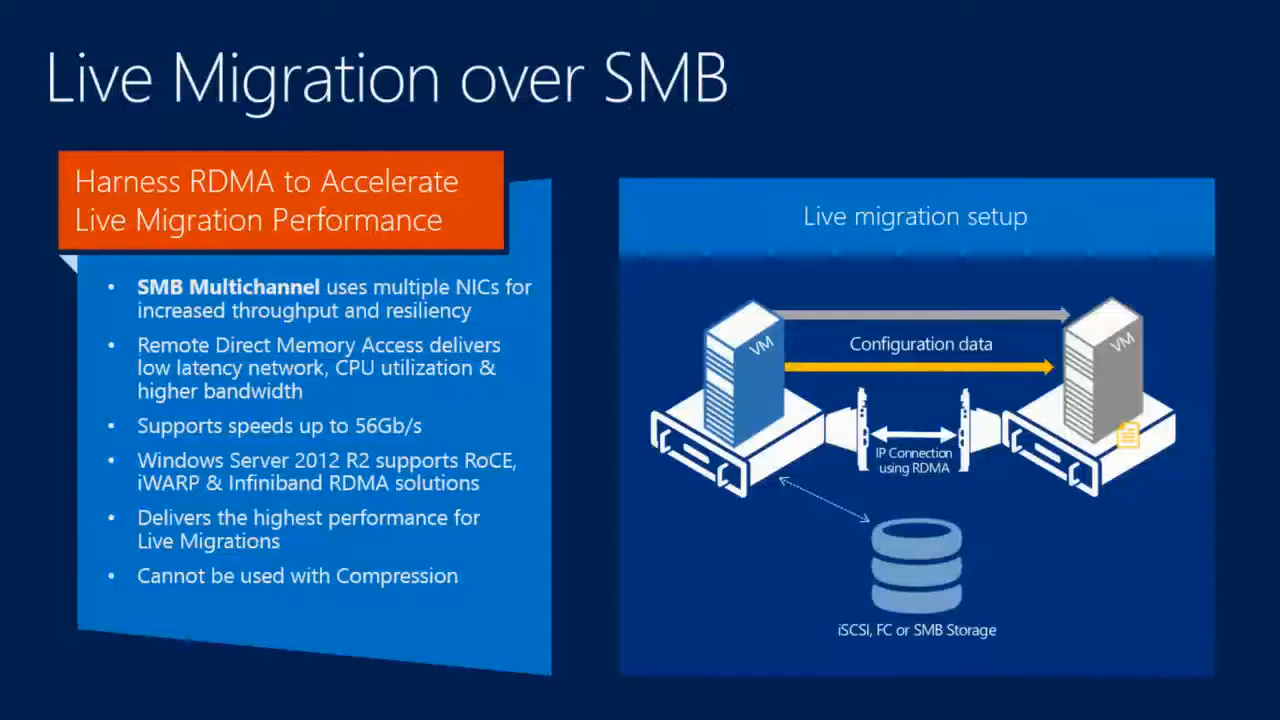 Live Migration over SMB
Harness RDMA to Accelerate
Live Migration Performance
• SMB Multichannel uses multiple NICs for
increased throughput and resiliency
• Remote Direct Memory Access delivers
low latency network, CPU utilization &
higher bandwidth
• Supports speeds up to 56Gb/s
• Windows Server 2012 R2 supports RoCE,
iWARP & Infiniband RDMA solutions
• Delivers the highest performance for
Live Migrations
• Cannot be used with Compression
Live migration setup
VM
VM
Configuration data
IP Connection
using RDMA
iSCSI, FC or SMB Storage